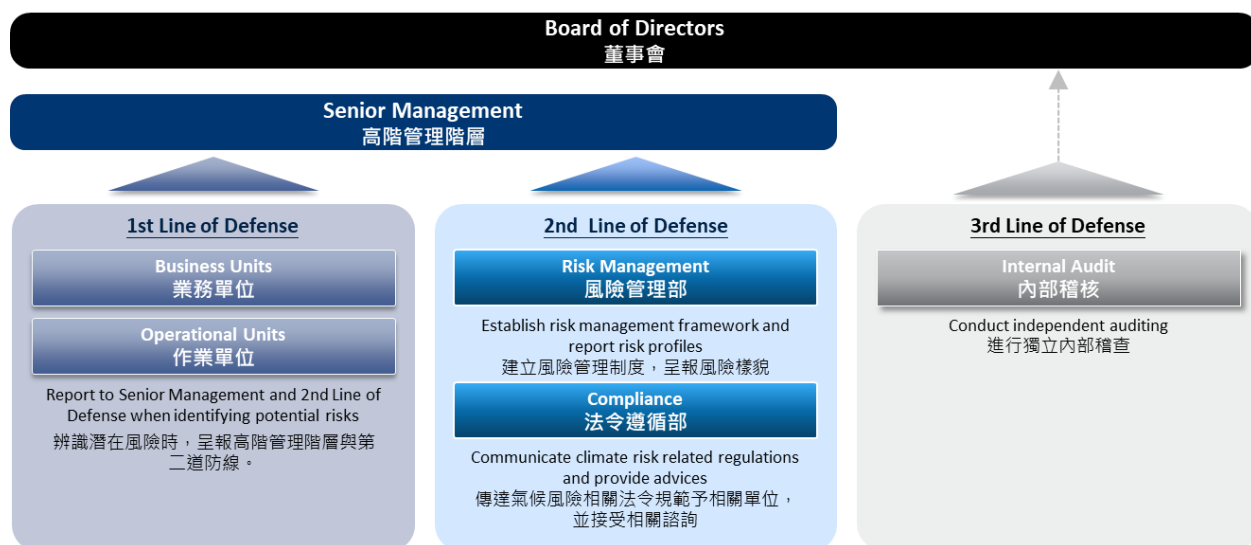 Board of Directors
董事會
Senior Management
高階管理階層
1st Line of Defense
Business Units
業務單位
Operational Units
作業單位
Report to Senior Management and 2nd Line of
Defense when identifying potential risks
辨識潛在風險時，呈報高階管理階層與第
二道防線。
2nd Line of Defense
Risk Management
風險管理部
Establish risk management framework and
report risk profiles
建立風險管理制度，呈報風險樣貌
Compliance
法令遵循部
Communicate climate risk related regulations
and provide advices
傳達氣候風險相關法令規範予相關單位，
並接受相關諮詢
3rd Line of Defense
Internal Audit
內部稽核
Conduct independent auditing
進行獨立內部稽查